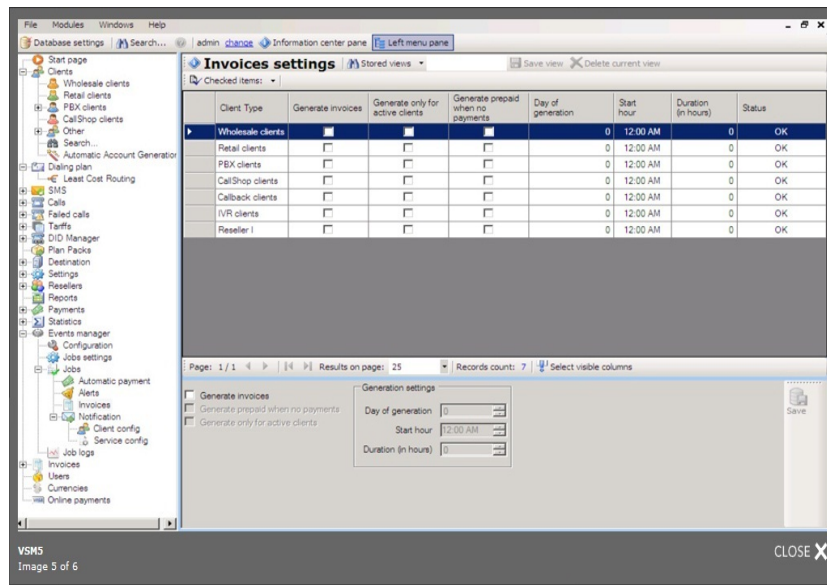 File Modules Windows Help
Database settings Search... admin change Information center pane Left menu pane
Start page
Clients
Wholesale clients
Retail clients
PBX clients
CallShop clients
Other
Search...
Automatic Account Generator
Dialing plan
Least Cost Routing
SMS
Calls
Failed calls
Tariffs
DID Manager
Plan Packs
Destination
Settings
Resellers
Reports
Payments
Statistics
Events manager
Configuration
Jobs settings
Jobs
Automatic payment
Alerts
Invoices
Notification
Client config
Service config
Job logs
Invoices
Users
Currencies
Online payments
Invoices settings Stored views Save view Delete current view
Checked items:
Client Type Generate invoices Generate only for active clients Generate prepaid when no payments Day of generation Start hour Duration (in hours) Status
Wholesale clients 0 12:00 AM 0 OK
Retail clients 0 12:00 AM 0 OK
PBX clients 0 12:00 AM 0 OK
CallShop clients 0 12:00 AM 0 OK
Callback clients 0 12:00 AM 0 OK
IVR clients 0 12:00 AM 0 OK
Reseller I 0 12:00 AM 0 OK
Page: 1/1 Results on page: 25 Records count: 7 Select visible columns
Generate invoices
Generate prepaid when no payments
Generate only for active clients
Generation settings
Day of generation 0
Start hour 12:00 AM
Duration (in hours) 0
Save
VSM5
Image 5 of 6
CLOSE X